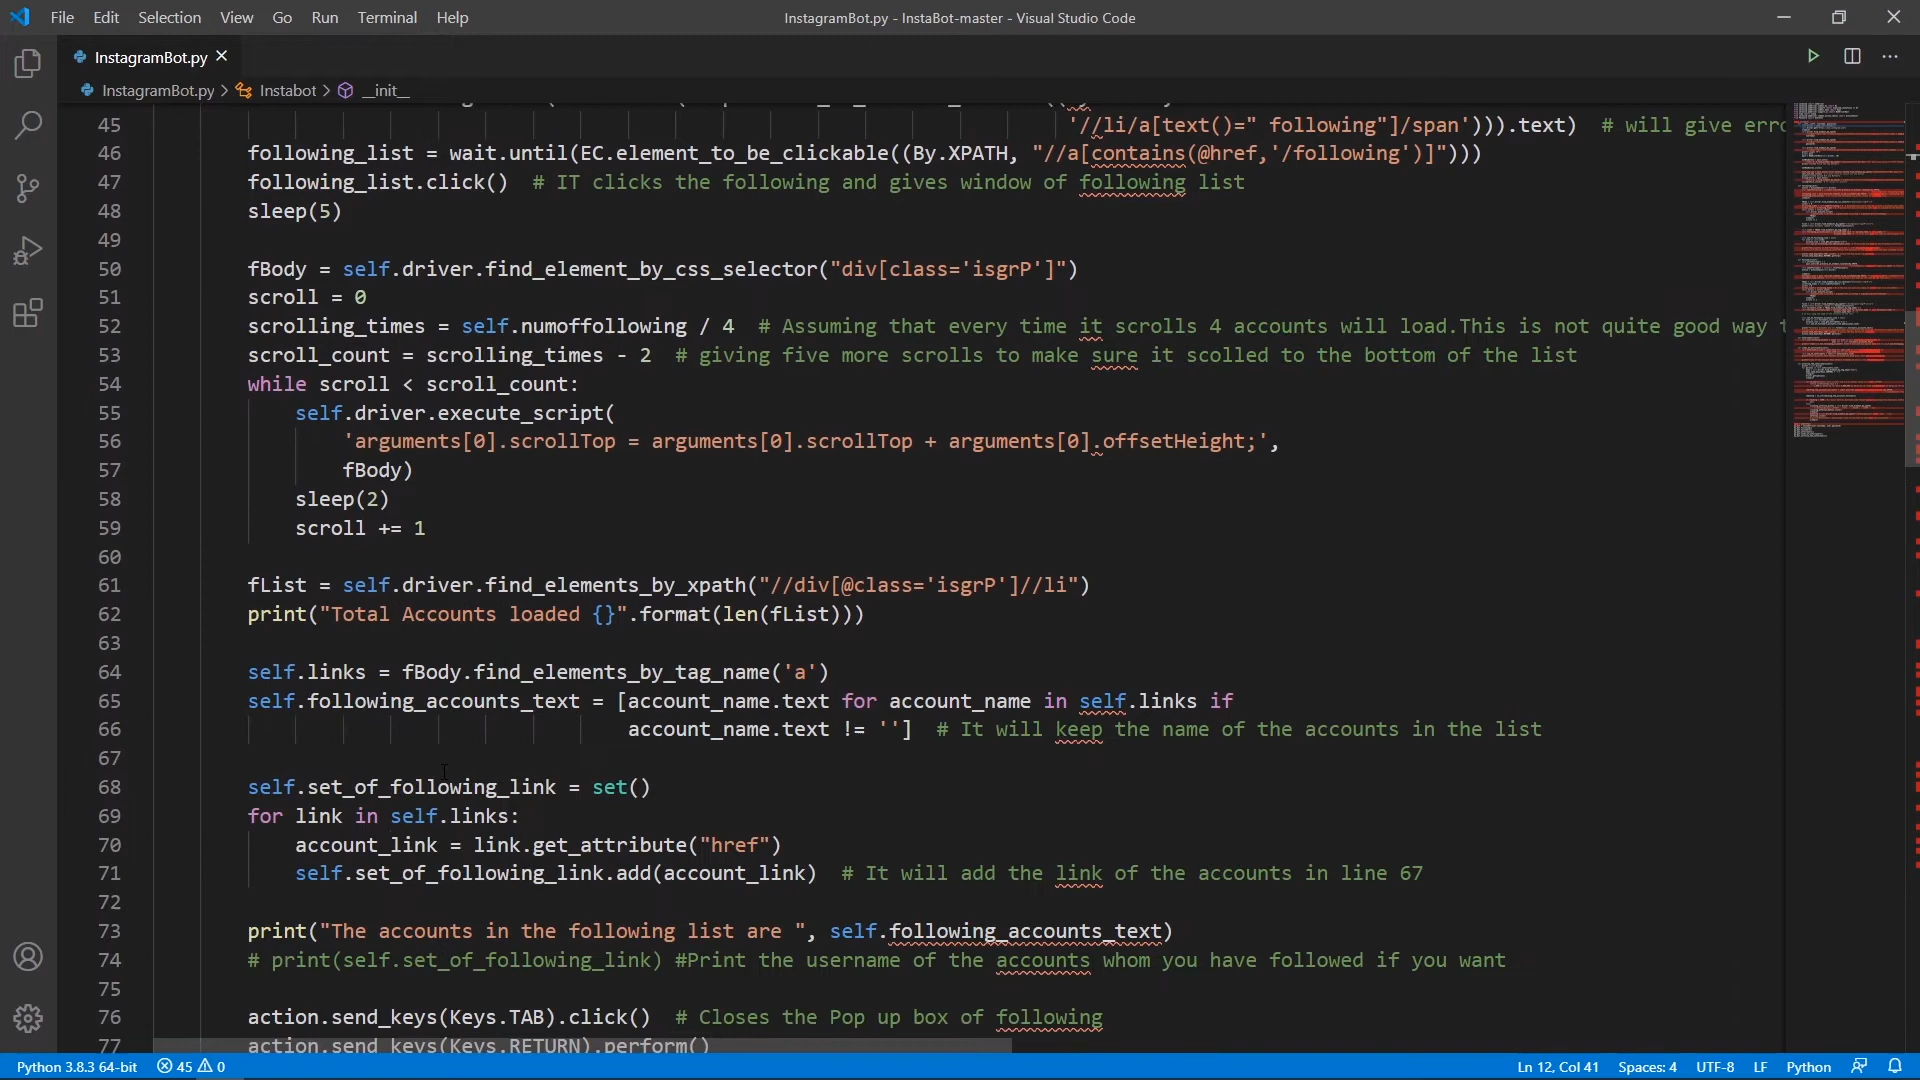 File Edit Selection View Go Run Terminal Help
InstagramBot.py - InstaBot-master - Visual Studio Code
InstagramBot.py
InstagramBot.py > Instabot > __init__
45 '//li/a[text()=" following"]/span'))).text)  # will give erro
46 following_list = wait.until(EC.element_to_be_clickable((By.XPATH, "//a[contains(@href,'/following')]")))
47 following_list.click()  # IT clicks the following and gives window of following list
48 sleep(5)
49
50 fBody = self.driver.find_element_by_css_selector("div[class='isgrP']")
51 scroll = 0
52 scrolling_times = self.numoffollowing / 4  # Assuming that every time it scrolls 4 accounts will load.This is not quite good way
53 scroll_count = scrolling_times - 2  # giving five more scrolls to make sure it scolled to the bottom of the list
54 while scroll < scroll_count:
55 self.driver.execute_script(
56 'arguments[0].scrollTop = arguments[0].scrollTop + arguments[0].offsetHeight;',
57 fBody)
58 sleep(2)
59 scroll += 1
60
61 fList = self.driver.find_elements_by_xpath("//div[@class='isgrP']//li")
62 print("Total Accounts loaded {}".format(len(fList)))
63
64 self.links = fBody.find_elements_by_tag_name('a')
65 self.following_accounts_text = [account_name.text for account_name in self.links if
66 account_name.text != '']  # It will keep the name of the accounts in the list
67
68 self.set_of_following_link = set()
69 for link in self.links:
70 account_link = link.get_attribute("href")
71 self.set_of_following_link.add(account_link)  # It will add the link of the accounts in line 67
72
73 print("The accounts in the following list are ", self.following_accounts_text)
74 # print(self.set_of_following_link) #Print the username of the accounts whom you have followed if you want
75
76 action.send_keys(Keys.TAB).click()  # Closes the Pop up box of following
77 action.send_keys(Keys.RETURN).perform()
Python 3.8.3 64-bit 45 0 Ln 12, Col 41 Spaces: 4 UTF-8 LF Python